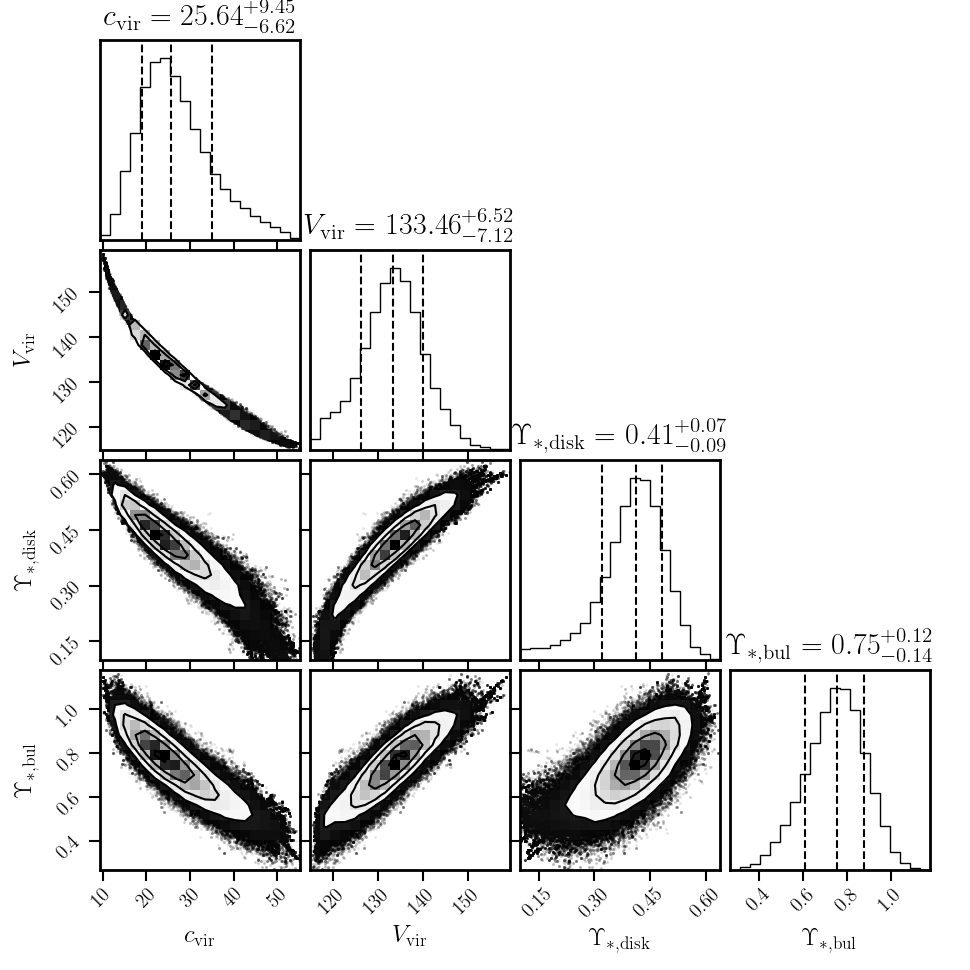 c_vir = 25.64^{+9.45}_{-6.62}
V_vir = 133.46^{+6.52}_{-7.12}
150
140
130
120
V_vir
ϒ_{*,disk} = 0.41^{+0.07}_{-0.09}
0.60
0.45
0.30
0.15
ϒ_{*,disk}
ϒ_{*,bul} = 0.75^{+0.12}_{-0.14}
1.0
0.8
0.6
0.4
ϒ_{*,bul}
10 20 30 40 50
120 130 140 150
0.15 0.30 0.45 0.60
0.4 0.6 0.8 1.0
c_vir
V_vir
ϒ_{*,disk}
ϒ_{*,bul}